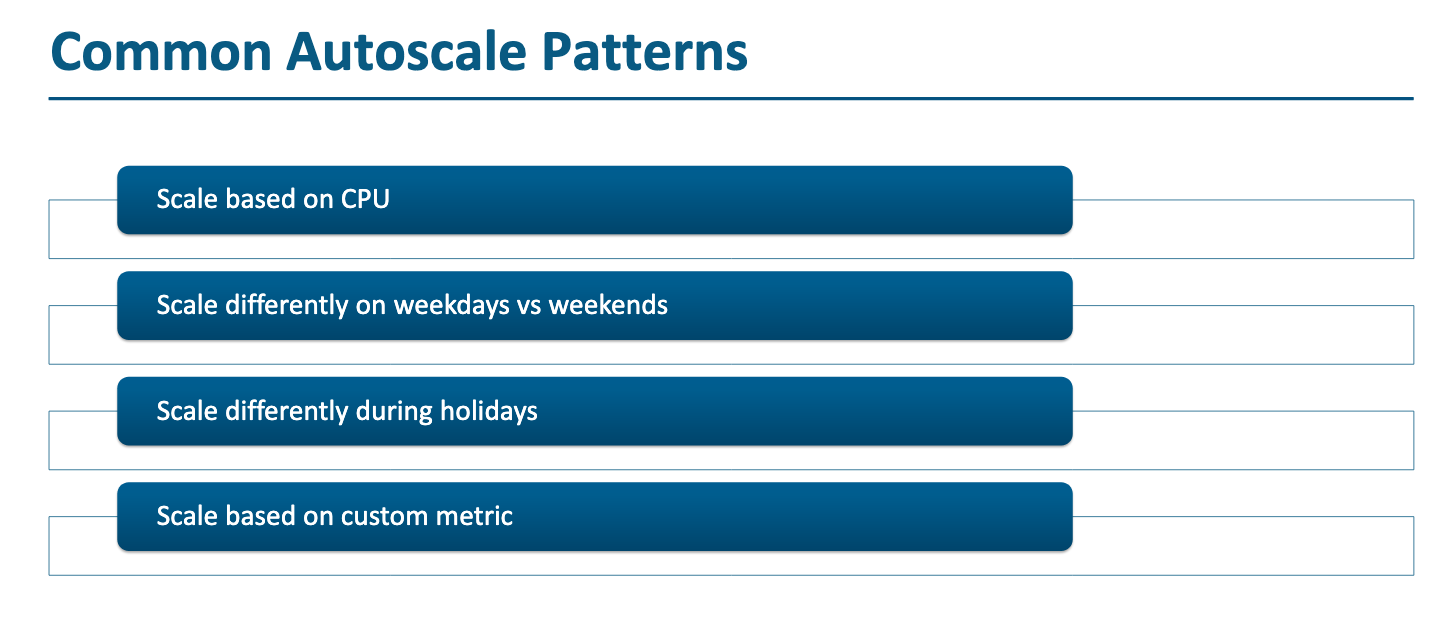 Common Autoscale Patterns
Scale based on CPU
Scale differently on weekdays vs weekends
Scale differently during holidays
Scale based on custom metric